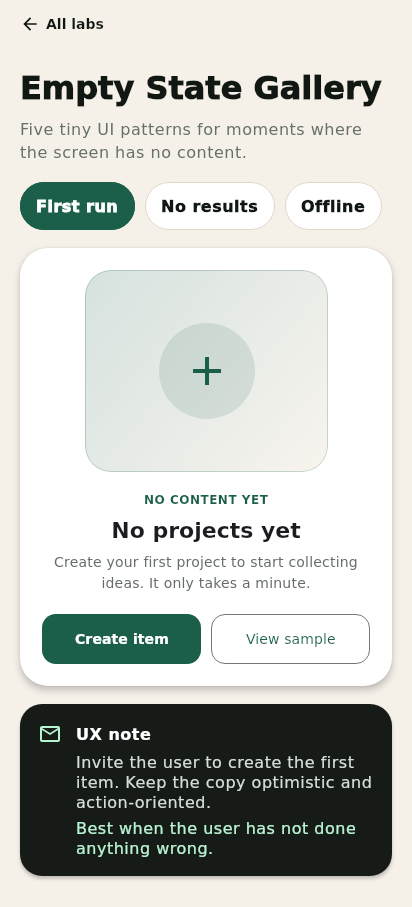 All labs
Empty State Gallery
Five tiny UI patterns for moments where
the screen has no content.
First run
No results
Offline
NO CONTENT YET
No projects yet
Create your first project to start collecting
ideas. It only takes a minute.
Create item
View sample
UX note
Invite the user to create the first
item. Keep the copy optimistic and
action-oriented.
Best when the user has not done
anything wrong.